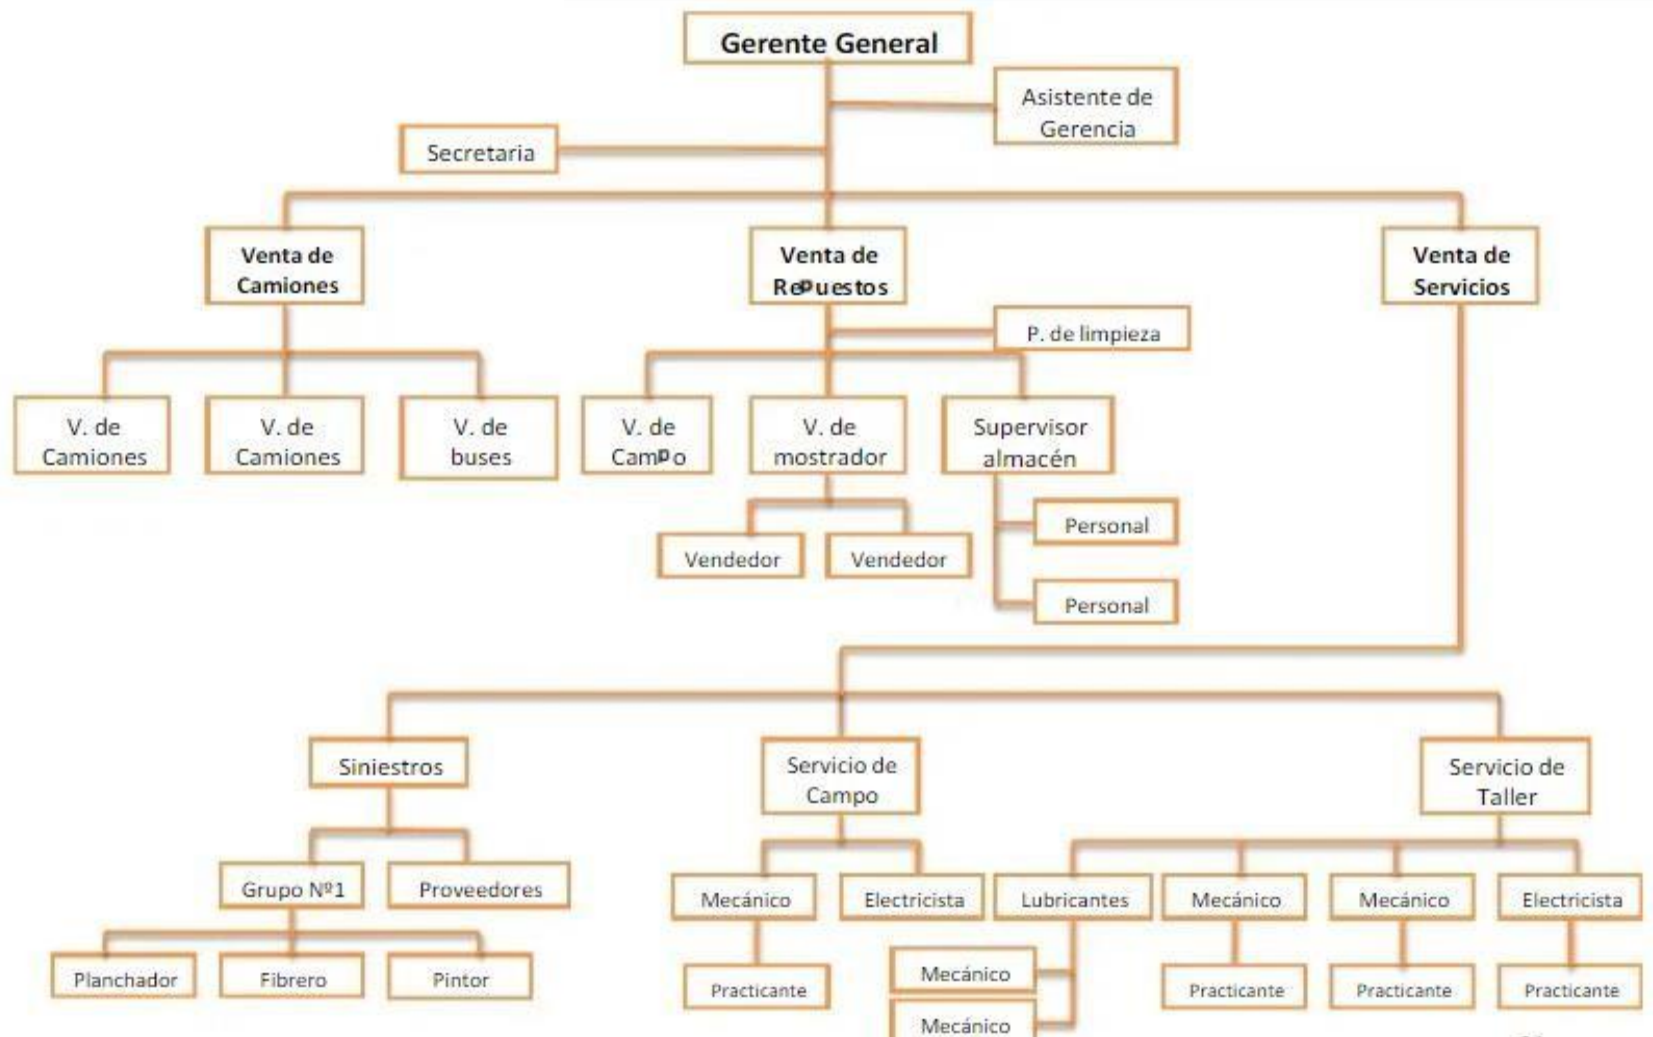 Gerente General
Asistente de
Gerencia
Secretaria
Venta de
Camiones
Venta de
Repuestos
Venta de
Servicios
P. de limpieza
V. de
Camiones
V. de
Camiones
V. de
buses
V. de
Campo
V. de
mostrador
Supervisor
almacén
Personal
Vendedor
Vendedor
Personal
Siniestros
Servicio de
Campo
Servicio de
Taller
Grupo Nº1
Proveedores
Mecánico
Electricista
Lubricantes
Mecánico
Mecánico
Electricista
Planchador
Fibrero
Pintor
Practicante
Mecánico
Practicante
Practicante
Practicante
Mecánico